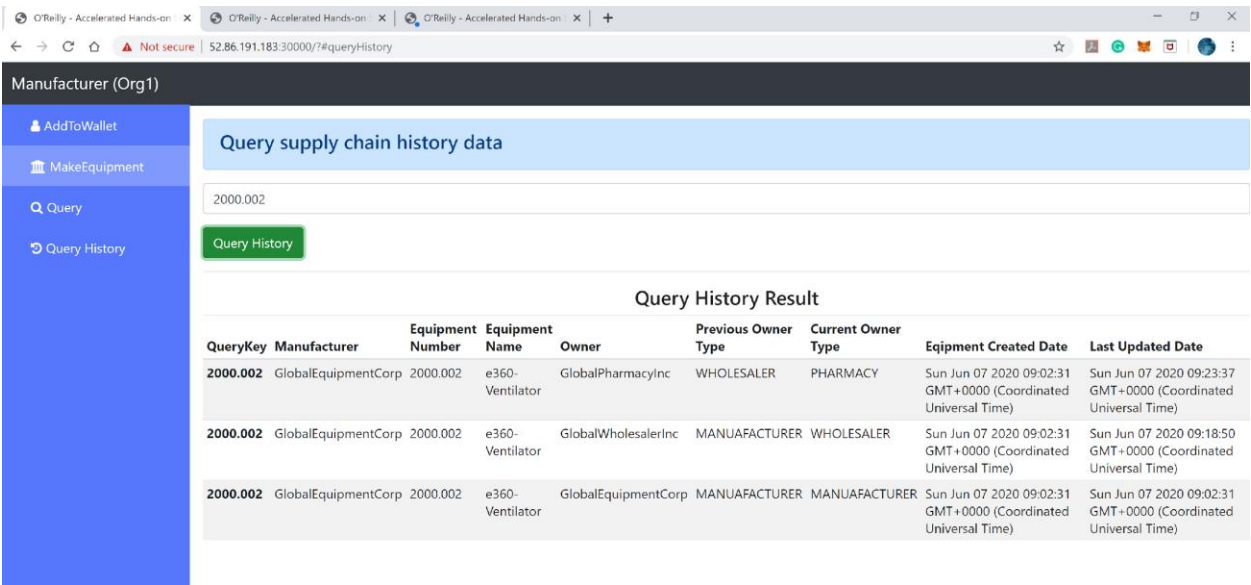 O'Reilly - Accelerated Hands-on
O'Reilly - Accelerated Hands-on
O'Reilly - Accelerated Hands-on
Not secure
52.86.191.183:30000/?#queryHistory
Manufacturer (Org1)
AddToWallet
MakeEquipment
Query
Query History
Query supply chain history data
2000.002
Query History
Query History Result
QueryKey Manufacturer Equipment Number Equipment Name Owner Previous Owner Type Current Owner Type Eqipment Created Date Last Updated Date
2000.002 GlobalEquipmentCorp 2000.002 e360- GlobalPharmacyInc WHOLESALER PHARMACY Sun Jun 07 2020 09:02:31 Sun Jun 07 2020 09:23:37
Ventilator GMT+0000 (Coordinated GMT+0000 (Coordinated
Universal Time) Universal Time)
2000.002 GlobalEquipmentCorp 2000.002 e360- GlobalWholesalerInc MANUAFACTURER WHOLESALER Sun Jun 07 2020 09:02:31 Sun Jun 07 2020 09:18:50
Ventilator GMT+0000 (Coordinated GMT+0000 (Coordinated
Universal Time) Universal Time)
2000.002 GlobalEquipmentCorp 2000.002 e360- GlobalEquipmentCorp MANUAFACTURER MANUAFACTURER Sun Jun 07 2020 09:02:31 Sun Jun 07 2020 09:02:31
Ventilator GMT+0000 (Coordinated GMT+0000 (Coordinated
Universal Time) Universal Time)